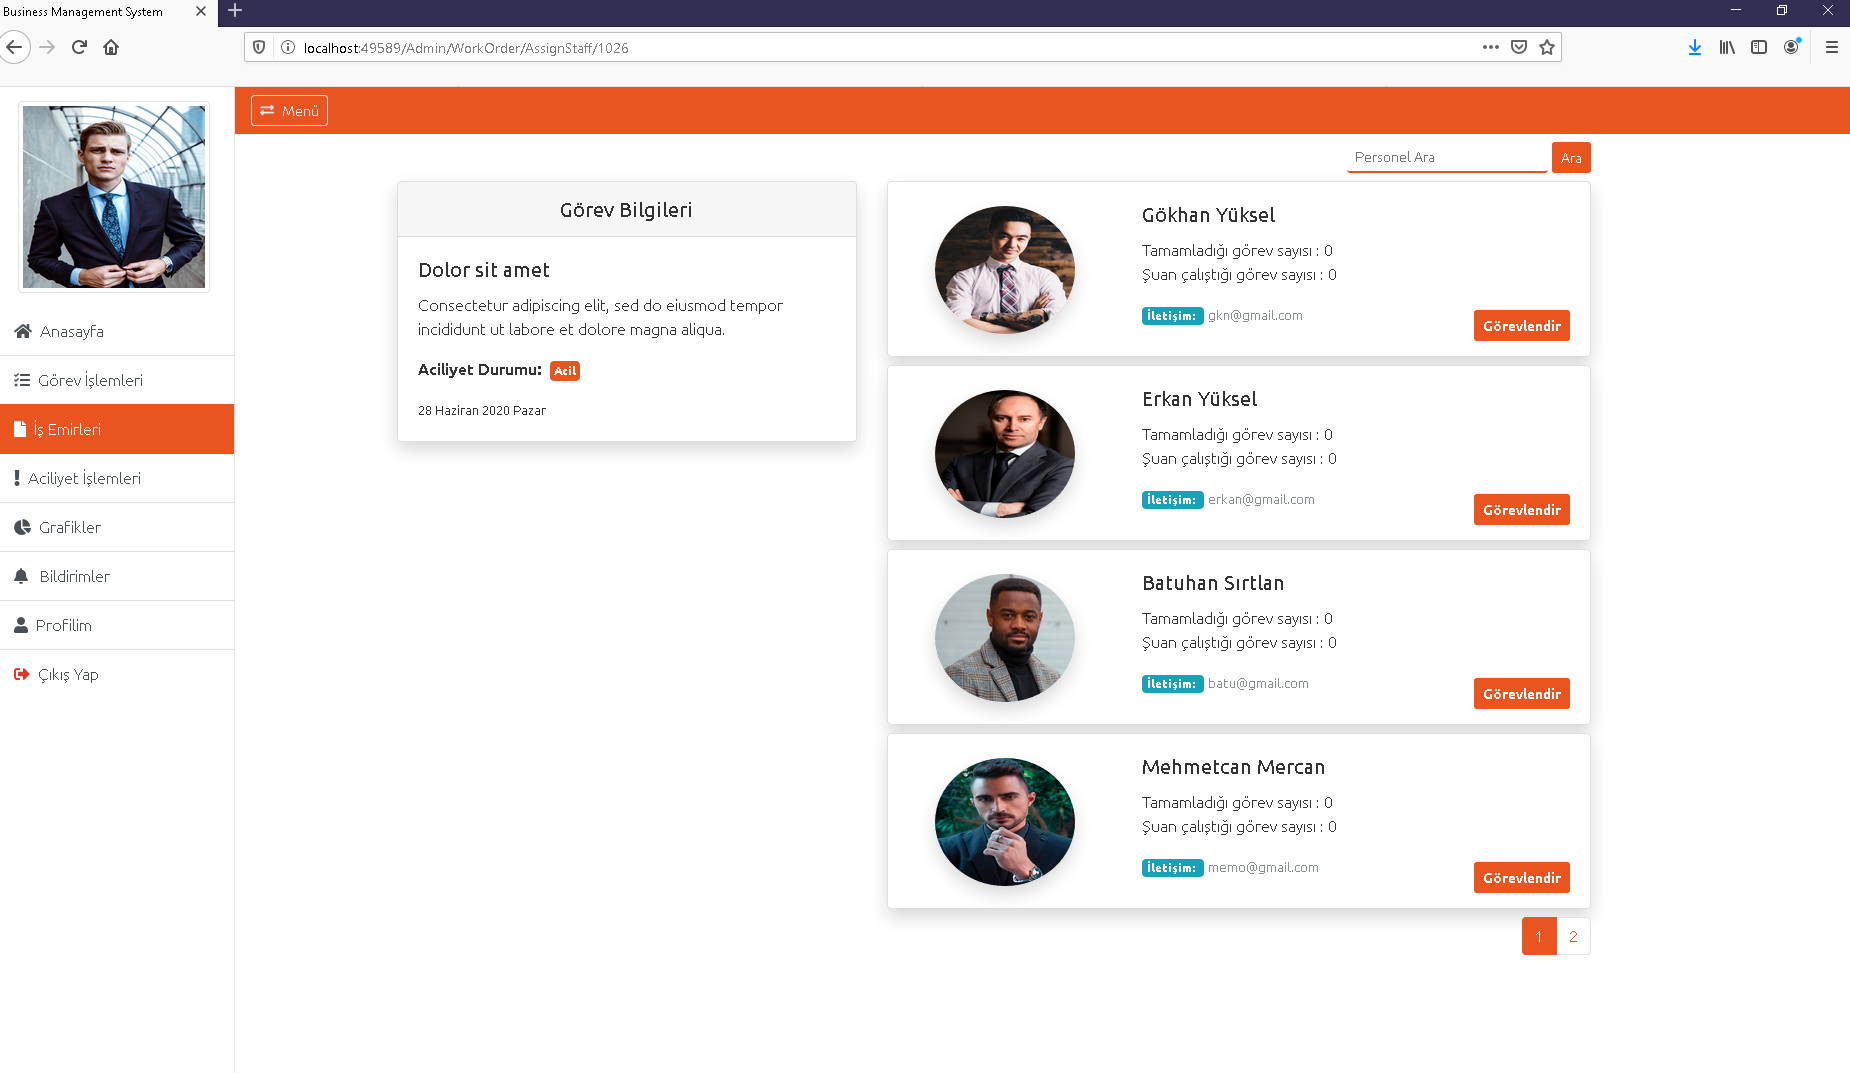 Business Management System
localhost:49589/Admin/WorkOrder/AssignStaff/1026
Menü
Anasayfa
Görev İşlemleri
İş Emirleri
Aciliyet İşlemleri
Grafikler
Bildirimler
Profilim
Çıkış Yap
Personel Ara
Ara
Görev Bilgileri
Dolor sit amet
Consectetur adipiscing elit, sed do eiusmod tempor
incididunt ut labore et dolore magna aliqua.
Aciliyet Durumu: Acil
28 Haziran 2020 Pazar
Gökhan Yüksel
Tamamladığı görev sayısı : 0
Şuan çalıştığı görev sayısı : 0
İletişim: gkn@gmail.com
Görevlendir
Erkan Yüksel
Tamamladığı görev sayısı : 0
Şuan çalıştığı görev sayısı : 0
İletişim: erkan@gmail.com
Görevlendir
Batuhan Sırtlan
Tamamladığı görev sayısı : 0
Şuan çalıştığı görev sayısı : 0
İletişim: batu@gmail.com
Görevlendir
Mehmetcan Mercan
Tamamladığı görev sayısı : 0
Şuan çalıştığı görev sayısı : 0
İletişim: memo@gmail.com
Görevlendir
1 2